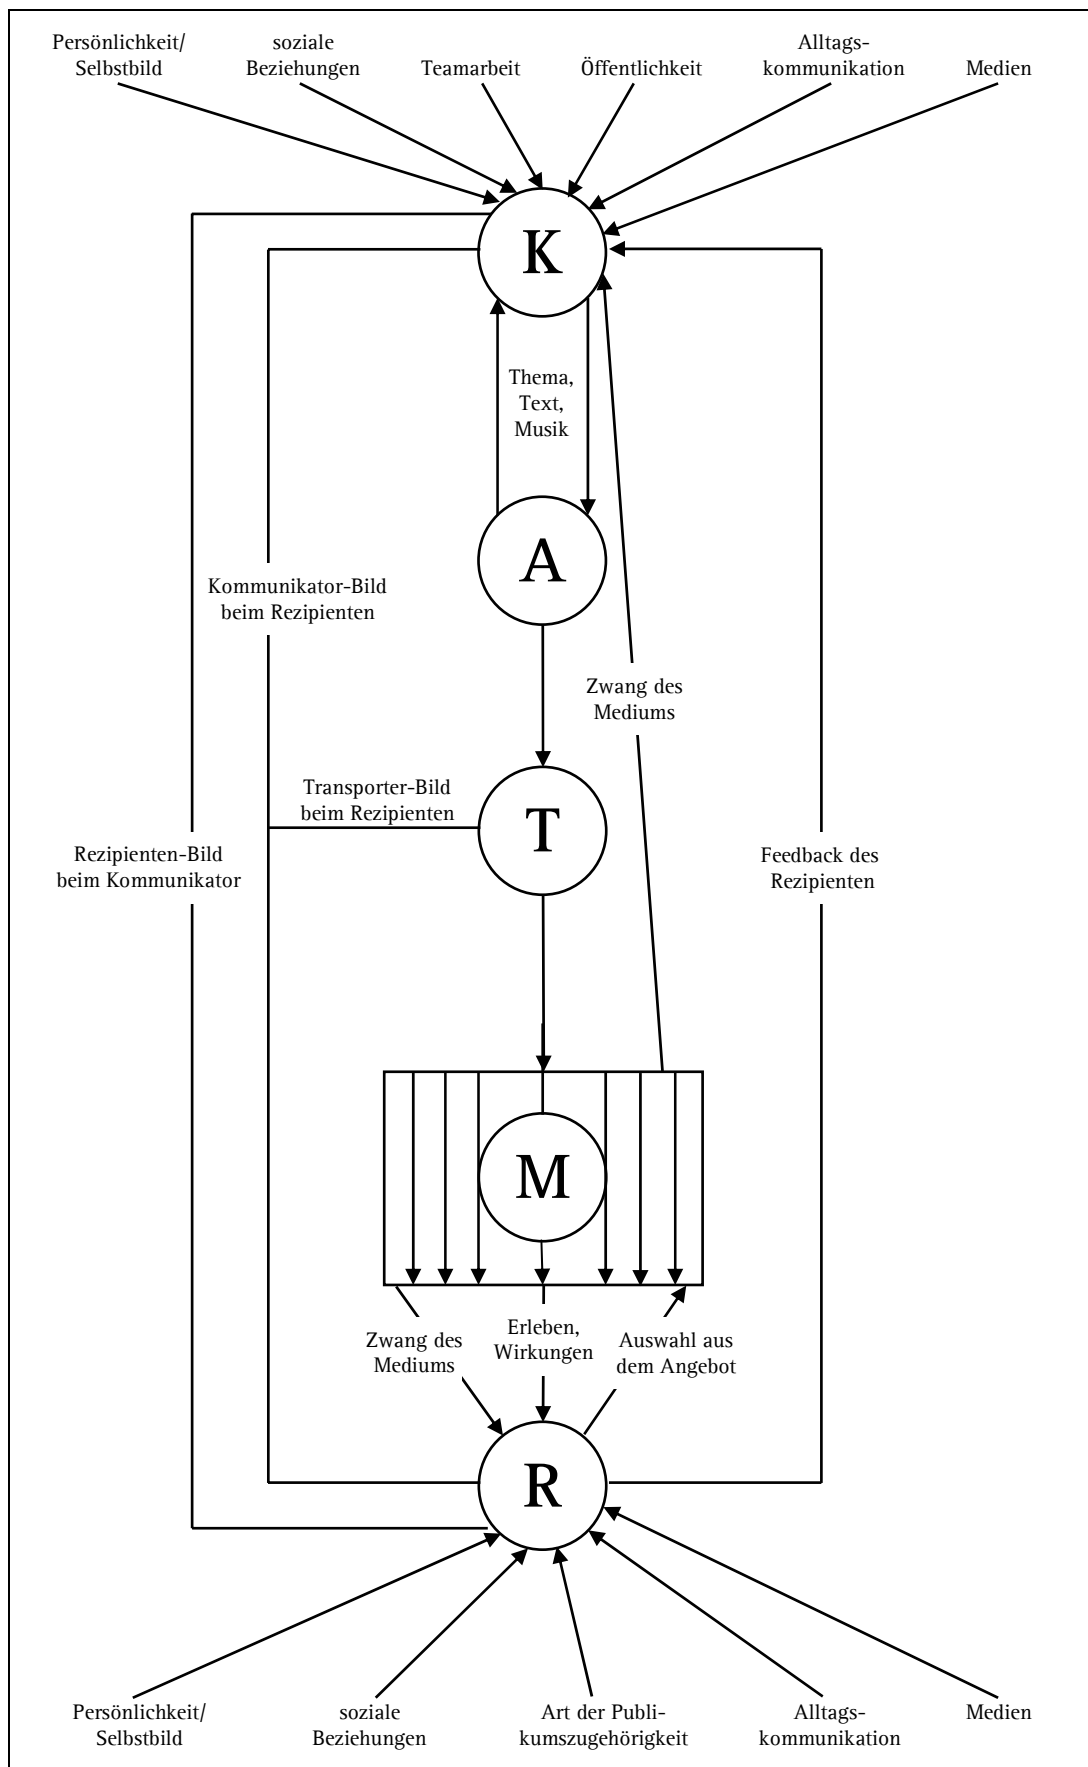 Persönlichkeit/
Selbstbild
soziale
Beziehungen
Teamarbeit
Öffentlichkeit
Alltags-
kommunikation
Medien
K
Thema,
Text,
Musik
A
Kommunikator-Bild
beim Rezipienten
Zwang des
Mediums
Transporter-Bild
beim Rezipienten
T
Rezipienten-Bild
beim Kommunikator
Feedback des
Rezipienten
M
Zwang des
Mediums
Erleben,
Wirkungen
Auswahl aus
dem Angebot
R
Persönlichkeit/
Selbstbild
soziale
Beziehungen
Art der Publi-
kumszugehörigkeit
Alltags-
kommunikation
Medien